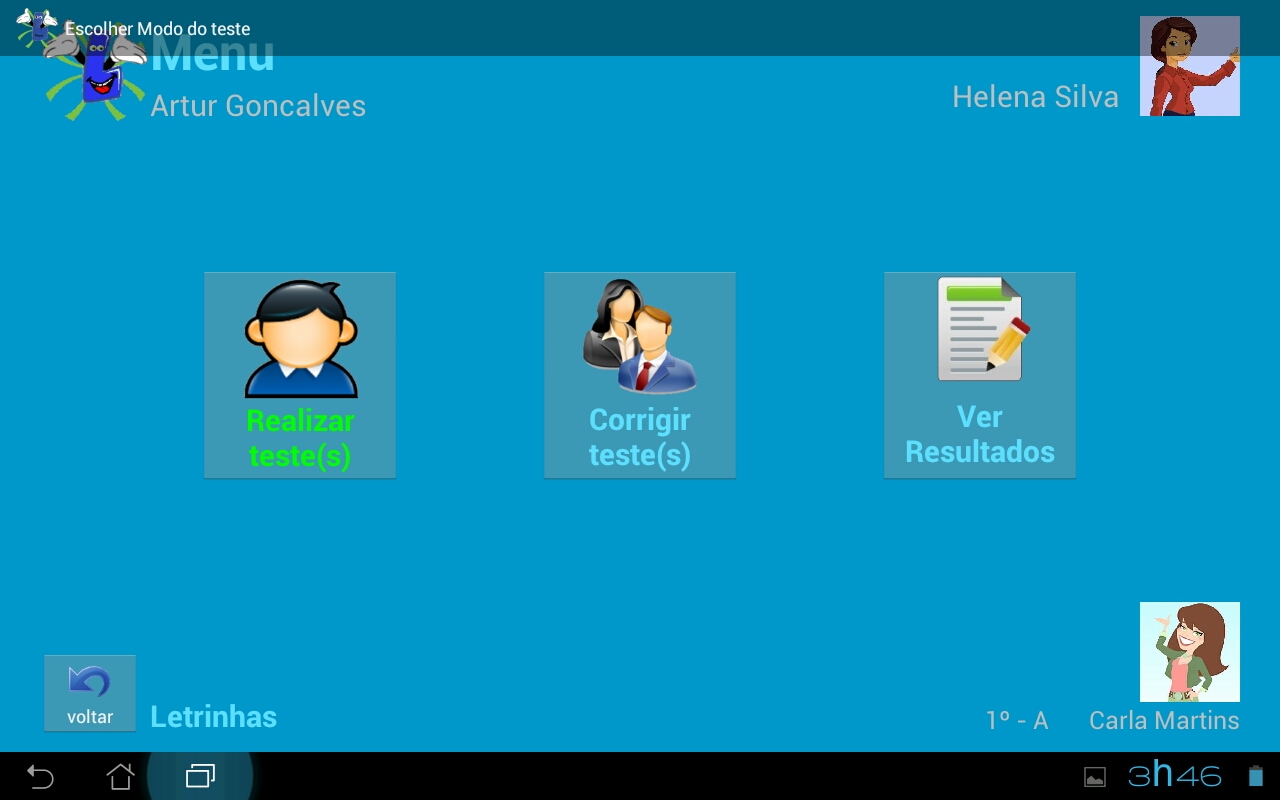 Escolher Modo do teste
Menu
Artur Goncalves
Helena Silva
Realizar
teste(s)
Corrigir
teste(s)
Ver
Resultados
voltar
Letrinhas
1º - A
Carla Martins
3h46